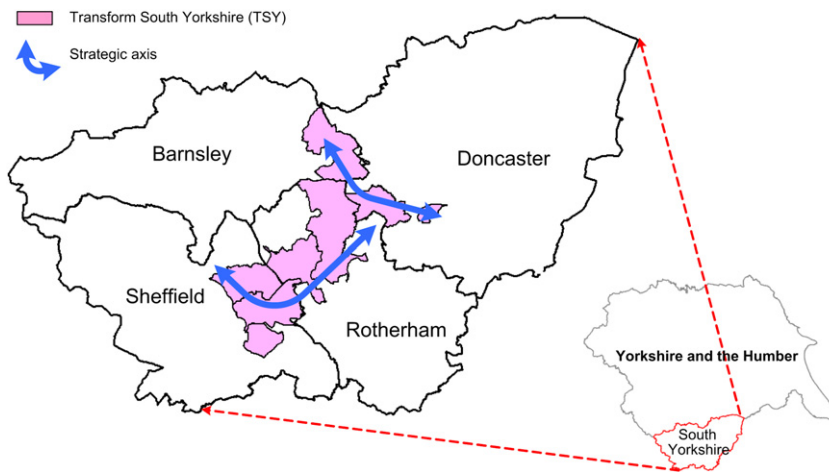 Transform South Yorkshire (TSY)
Strategic axis
Barnsley
Doncaster
Sheffield
Rotherham
Yorkshire and the Humber
South
Yorkshire